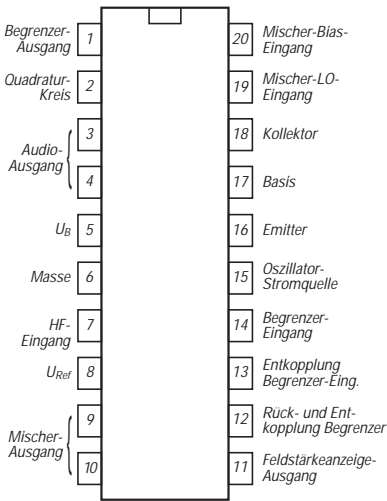 Begrenzer-
Ausgang
1
Quadratur-
Kreis
2
Audio-
Ausgang
3
4
UB
5
Masse
6
HF-
Eingang
7
URef
8
Mischer-
Ausgang
9
10
20
Mischer-Bias-
Eingang
19
Mischer-LO-
Eingang
18
Kollektor
17
Basis
16
Emitter
15
Oszillator-
Stromquelle
14
Begrenzer-
Eingang
13
Entkopplung
Begrenzer-Eing.
12
Rück- und Ent-
kopplung Begrenzer
11
Feldstärkeanzeige-
Ausgang